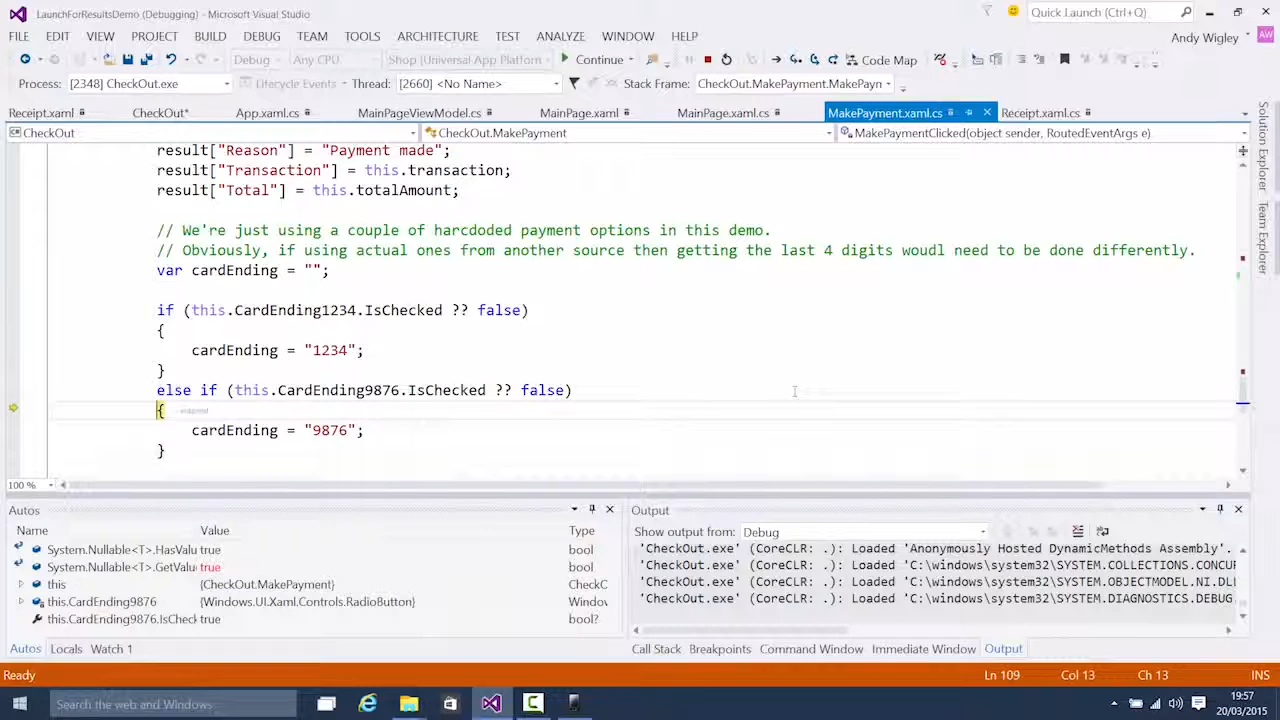 LaunchForResultsDemo (Debugging) - Microsoft Visual Studio
Quick Launch (Ctrl+Q)
FILE EDIT VIEW PROJECT BUILD DEBUG TEAM TOOLS ARCHITECTURE TEST ANALYZE WINDOW HELP
Andy Wigley AW
Debug Any CPU Shop (Universal App Platform) Continue Code Map
Process: [2348] CheckOut.exe Lifecycle Events Thread: [2660] <No Name> Stack Frame: CheckOut.MakePayment.MakePayn
Receipt.xaml CheckOut* App.xaml.cs MainPageViewModel.cs MainPage.xaml MainPage.xaml.cs MakePayment.xaml.cs Receipt.xaml.cs
CheckOut CheckOut.MakePayment MakePaymentClicked(object sender, RoutedEventArgs e)
Solution Explorer
Team Explorer
result["Reason"] = "Payment made";
result["Transaction"] = this.transaction;
result["Total"] = this.totalAmount;
// We're just using a couple of harcdoded payment options in this demo.
// Obviously, if using actual ones from another source then getting the last 4 digits woudl need to be done differently.
var cardEnding = "";
if (this.CardEnding1234.IsChecked ?? false)
{
cardEnding = "1234";
}
else if (this.CardEnding9876.IsChecked ?? false)
{
cardEnding = "9876";
}
100 %
Autos
Name Value Type
System.Nullable<T>.HasValu true bool
System.Nullable<T>.GetValu true bool
this {CheckOut.MakePayment} CheckC
this.CardEnding9876 {Windows.UI.Xaml.Controls.RadioButton} Windov
this.CardEnding9876.IsChec true bool?
Autos Locals Watch 1
Output
Show output from: Debug
'CheckOut.exe' (CoreCLR: .): Loaded 'Anonymously Hosted DynamicMethods Assembly'.
'CheckOut.exe' (CoreCLR: .): Loaded 'C:\windows\system32\SYSTEM.COLLECTIONS.CONCUR
'CheckOut.exe' (CoreCLR: .): Loaded 'C:\windows\system32\SYSTEM.OBJECTMODEL.NI.DLL
'CheckOut.exe' (CoreCLR: .): Loaded 'C:\windows\system32\SYSTEM.DIAGNOSTICS.DEBUG
Call Stack Breakpoints Command Window Immediate Window Output
Ready Ln 109 Col 13 Ch 13 INS
Search the web and Windows
19:57
20/03/2015